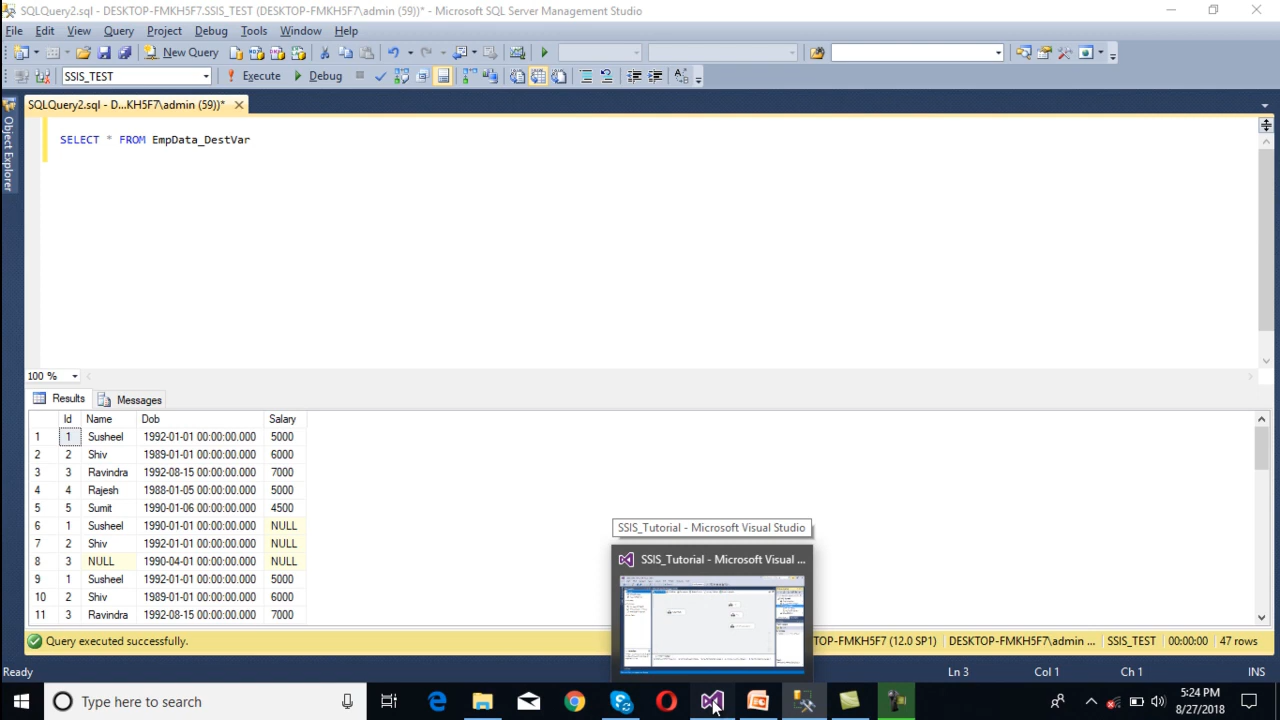 SQLQuery2.sql - DESKTOP-FMKH5F7.SSIS_TEST (DESKTOP-FMKH5F7\admin (59))* - Microsoft SQL Server Management Studio
File Edit View Query Project Debug Tools Window Help
New Query
SSIS_TEST Execute Debug
SQLQuery2.sql - D...KH5F7\admin (59))*
Object Explorer
SELECT * FROM EmpData_DestVar
100 %
Results Messages
Id Name Dob Salary
1 1 Susheel 1992-01-01 00:00:00.000 5000
2 2 Shiv 1989-01-01 00:00:00.000 6000
3 3 Ravindra 1992-08-15 00:00:00.000 7000
4 4 Rajesh 1988-01-05 00:00:00.000 5000
5 5 Sumit 1990-01-06 00:00:00.000 4500
6 1 Susheel 1990-01-01 00:00:00.000 NULL
7 2 Shiv 1992-01-01 00:00:00.000 NULL
8 3 NULL 1990-04-01 00:00:00.000 NULL
9 1 Susheel 1992-01-01 00:00:00.000 5000
10 2 Shiv 1989-01-01 00:00:00.000 6000
11 3 Ravindra 1992-08-15 00:00:00.000 7000
SSIS_Tutorial - Microsoft Visual Studio
SSIS_Tutorial - Microsoft Visual ...
Query executed successfully. TOP-FMKH5F7 (12.0 SP1) DESKTOP-FMKH5F7\admin ... SSIS_TEST 00:00:00 47 rows
Ready Ln 3 Col 1 Ch 1 INS
Type here to search
5:24 PM
8/27/2018